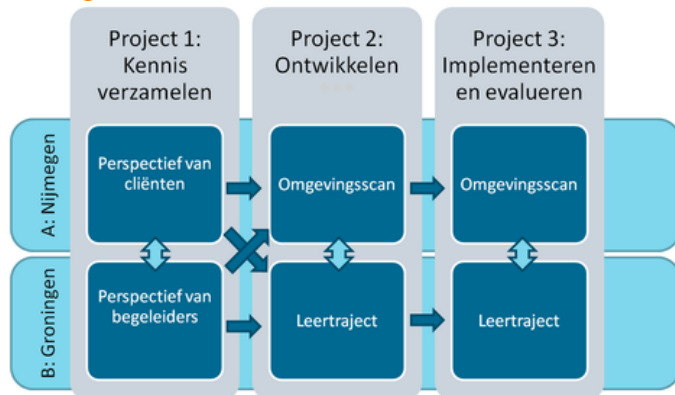 Project 1:
Kennis
verzamelen
Project 2:
Ontwikkelen
Project 3:
Implementeren
en evalueren
A: Nijmegen
Perspectief van
cliënten
Omgevingsscan
Omgevingsscan
B: Groningen
Perspectief van
begeleiders
Leertraject
Leertraject